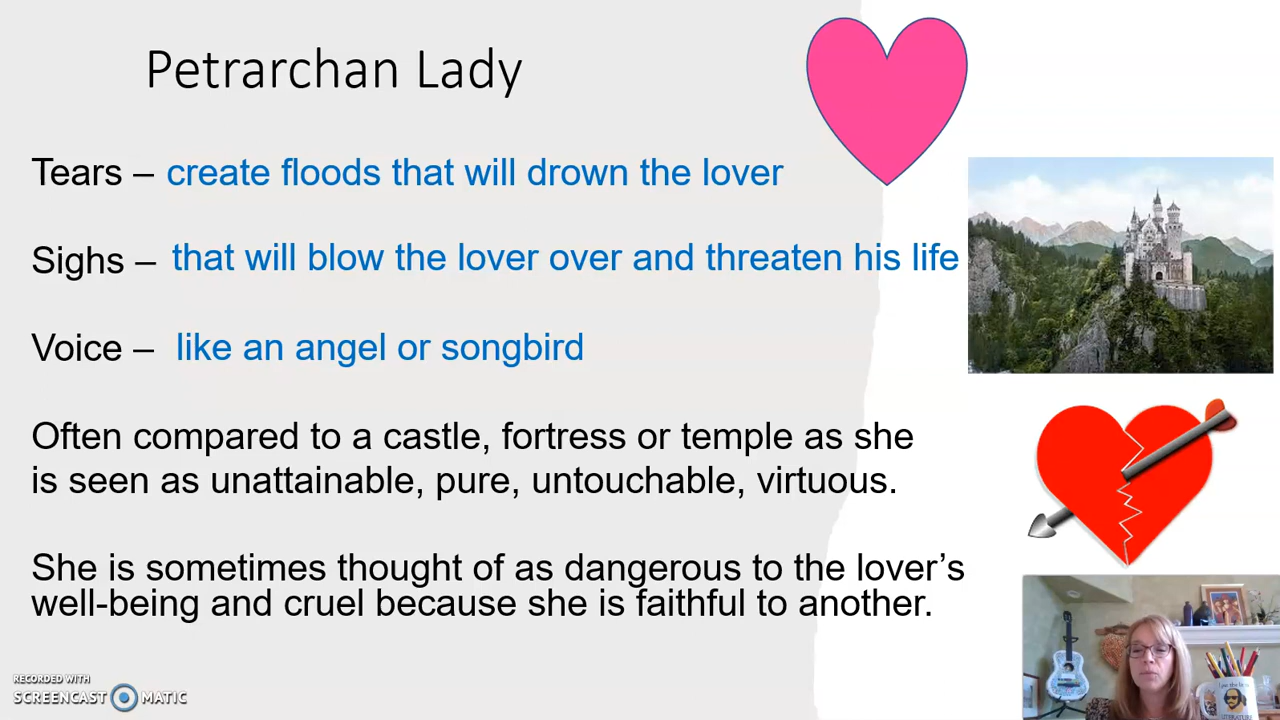 Petrarchan Lady
Tears – create floods that will drown the lover
Sighs – that will blow the lover over and threaten his life
Voice – like an angel or songbird
Often compared to a castle, fortress or temple as she
is seen as unattainable, pure, untouchable, virtuous.
She is sometimes thought of as dangerous to the lover's
well-being and cruel because she is faithful to another.
RECORDED WITH
SCREENCAST MATIC
LITERATURE